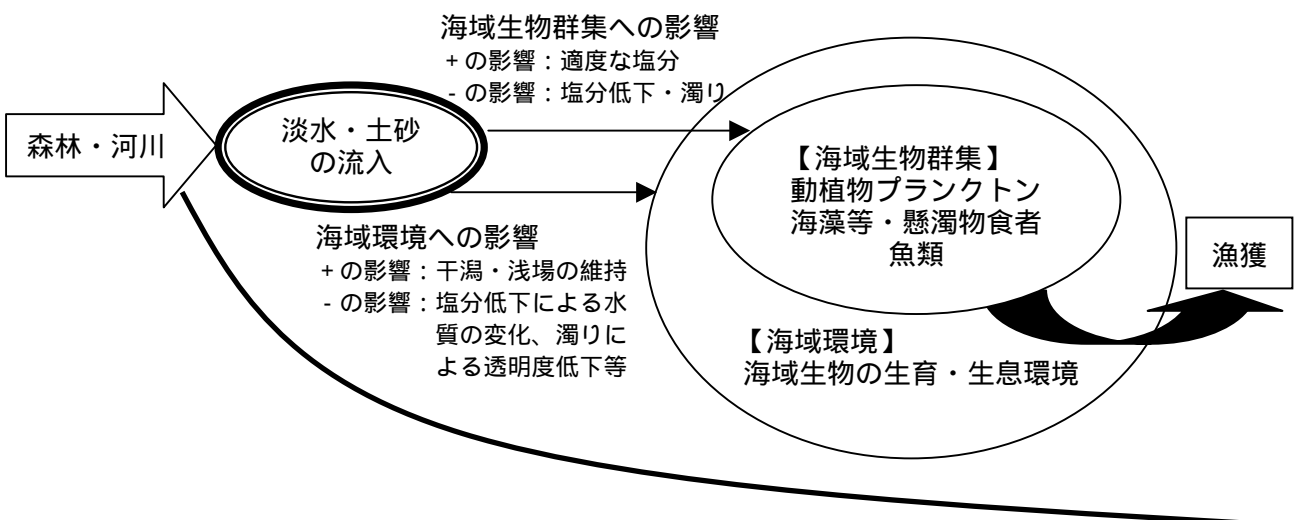 海域生物群集への影響
+ の影響：適度な塩分
- の影響：塩分低下・濁り
森林・河川
淡水・土砂
の流入
【海域生物群集】
動植物プランクトン
海藻等・懸濁物食者
魚類
海域環境への影響
+ の影響：干潟・浅場の維持
- の影響：塩分低下による水
質の変化、濁りに
よる透明度低下等
漁獲
【海域環境】
海域生物の生育・生息環境